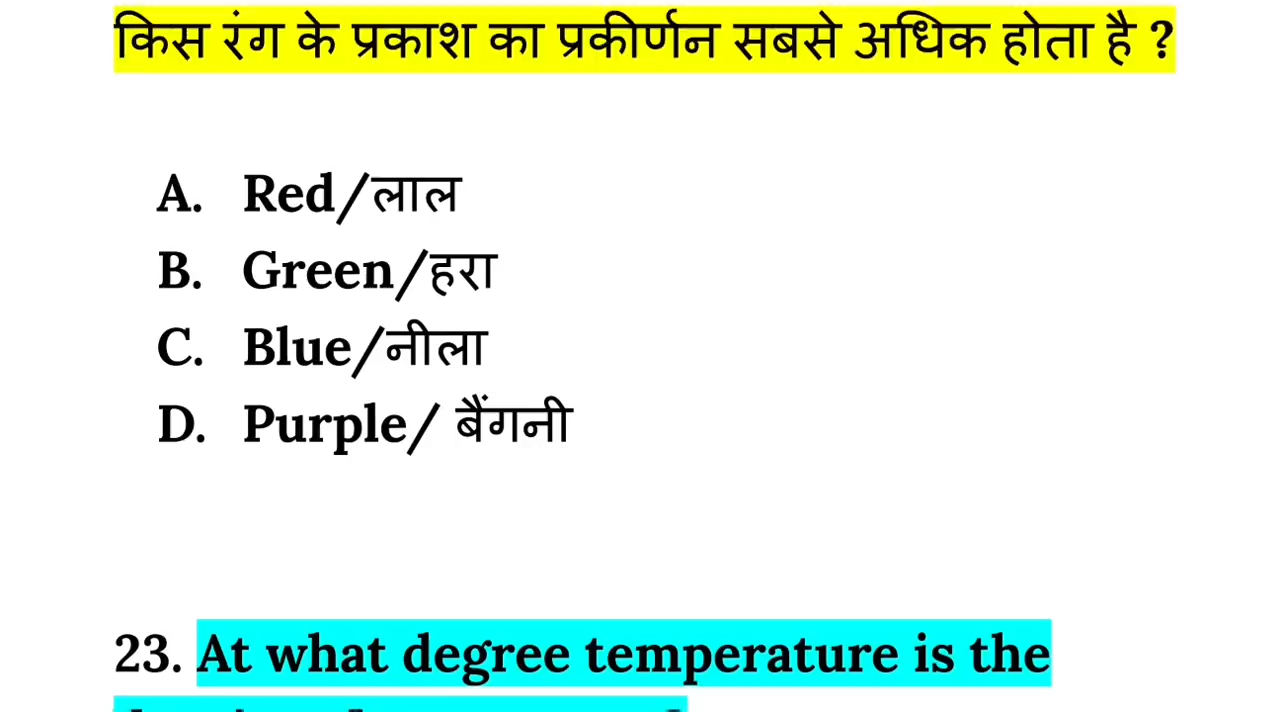 किस रंग के प्रकाश का प्रकीर्णन सबसे अधिक होता है ?
A. Red/लाल
B. Green/हरा
C. Blue/नीला
D. Purple/ बैंगनी
23. At what degree temperature is the